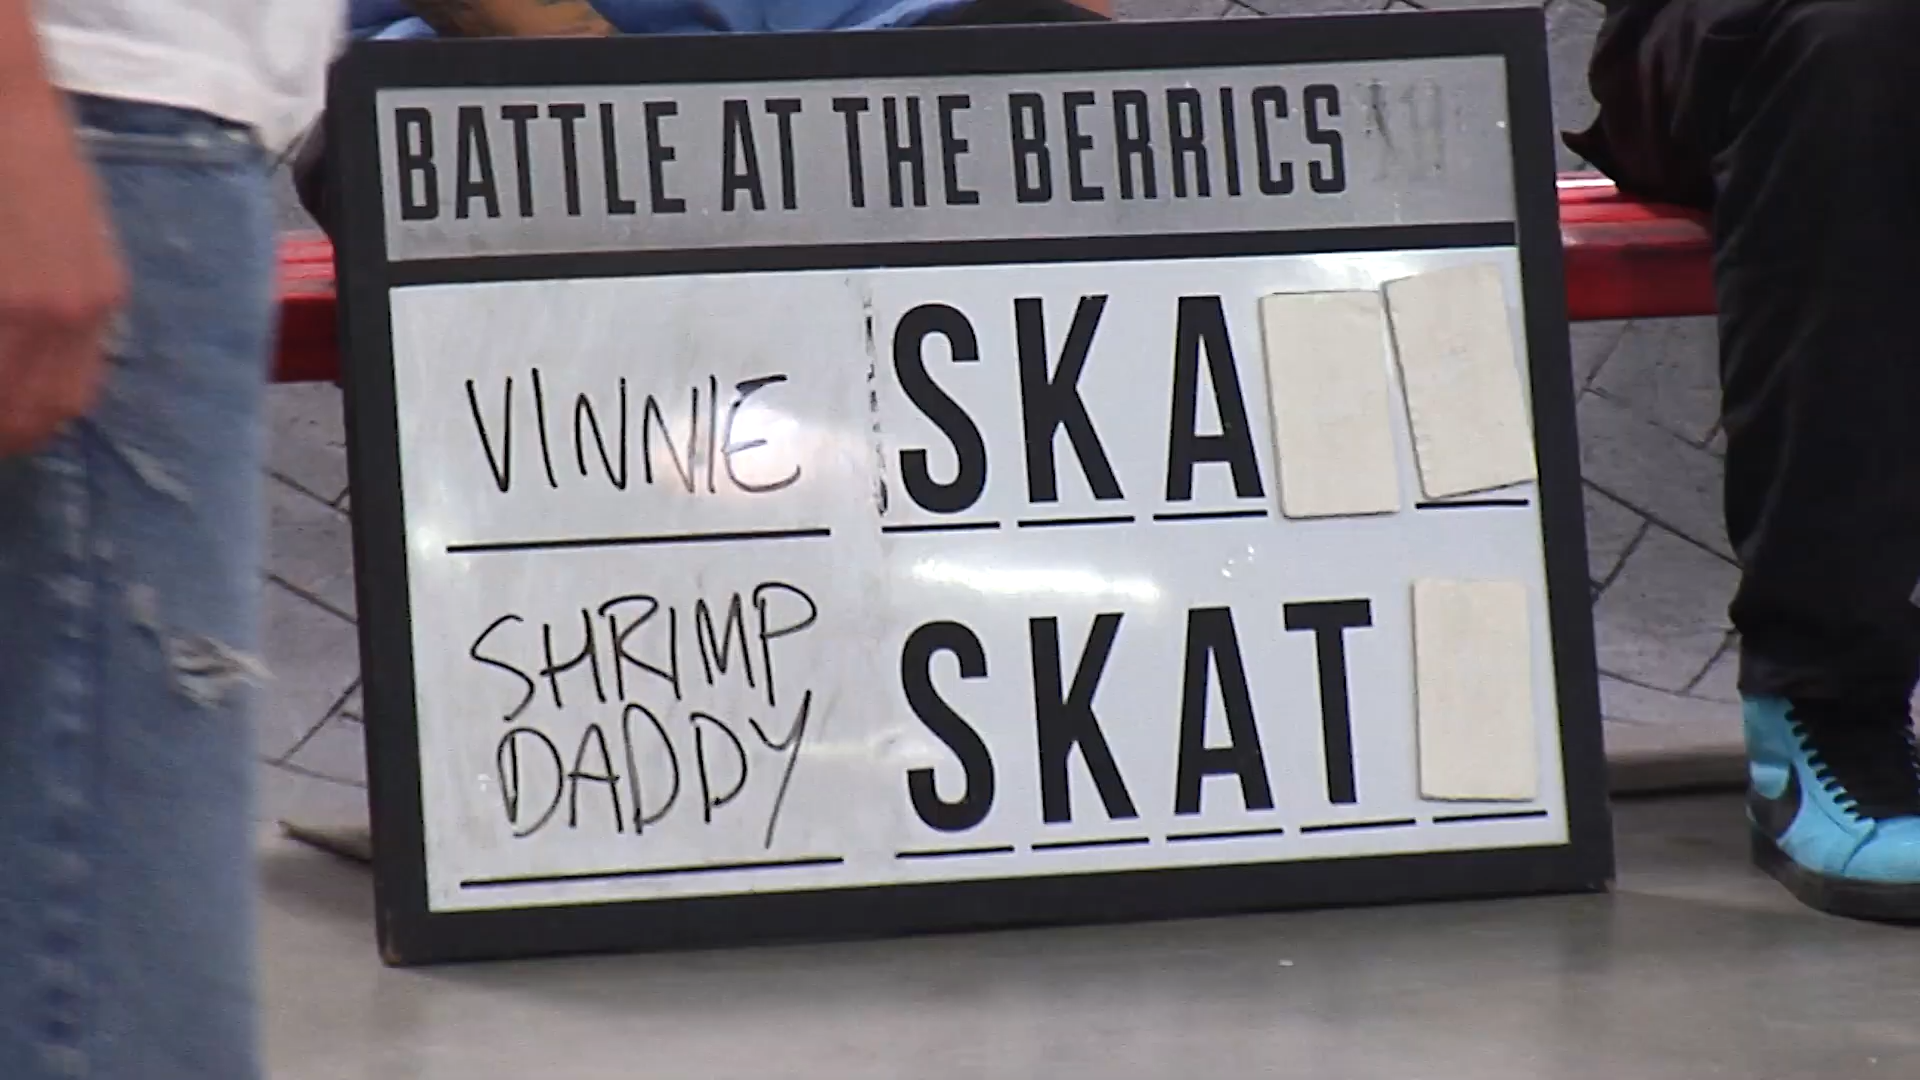 BATTLE AT THE BERRICS
VINNIE SKA
SHRIMP DADDY SKAT